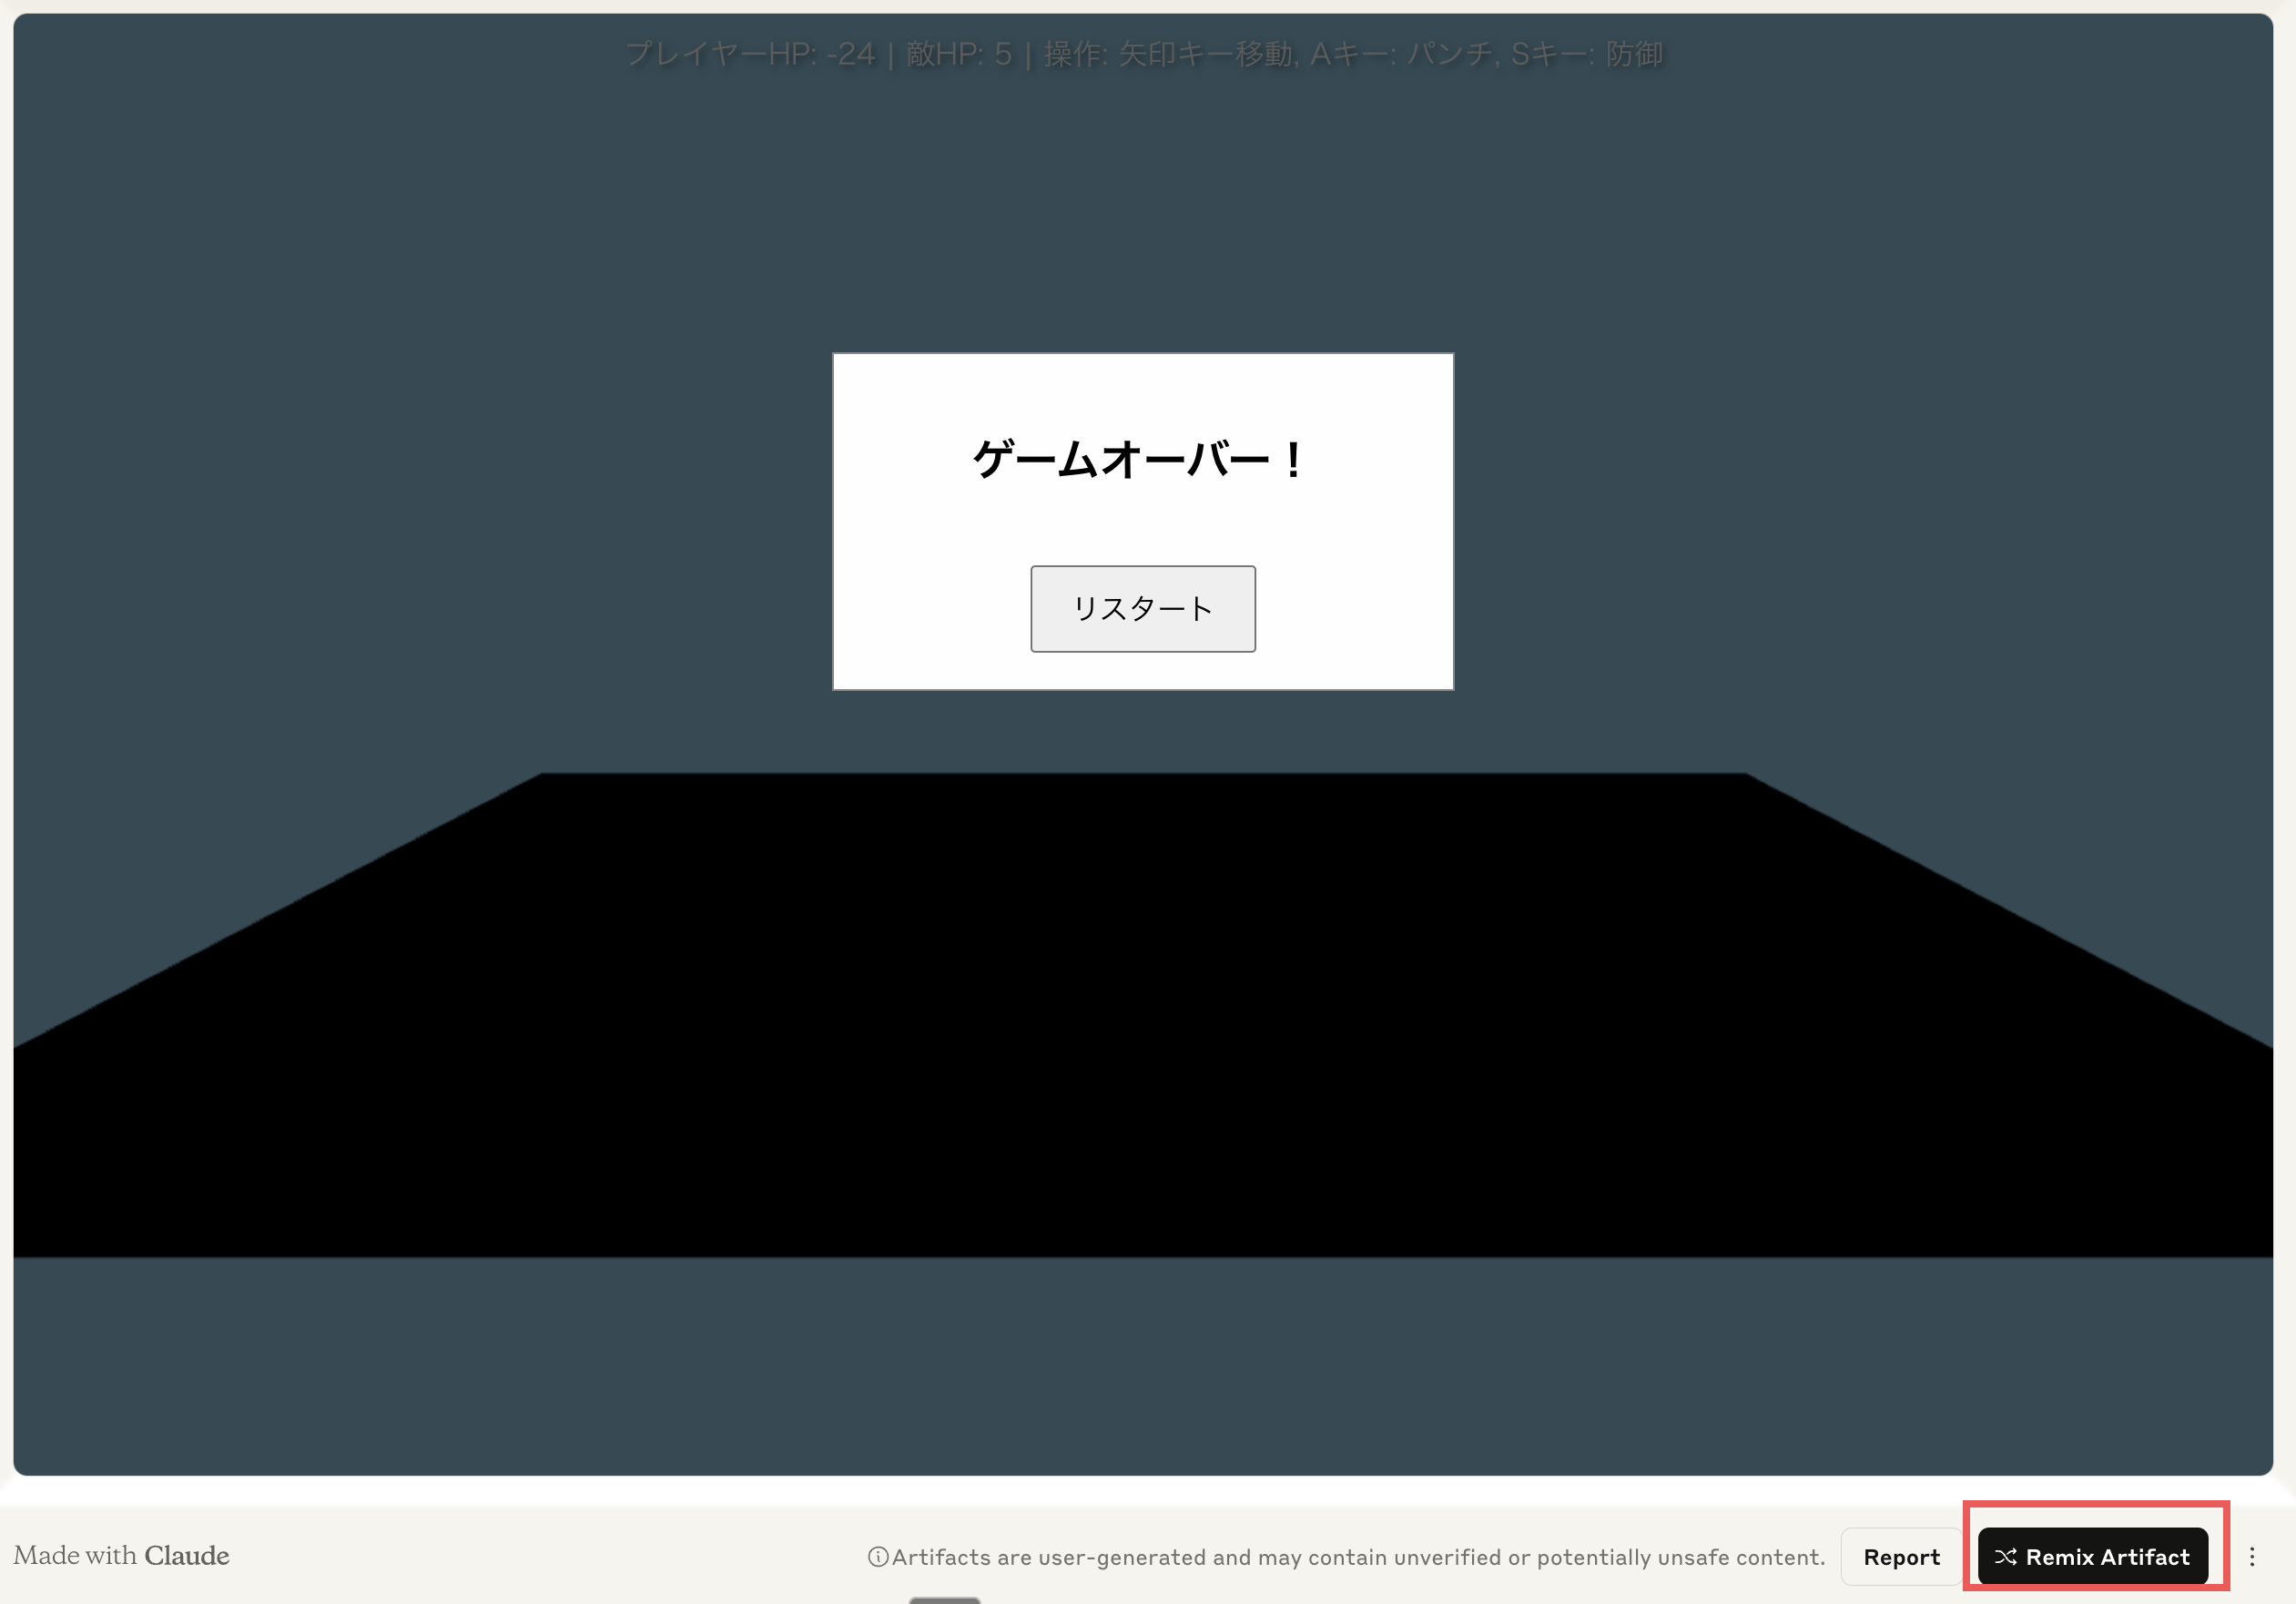 プレイヤーHP: -24 | 敵HP: 5 | 操作: 矢印キー移動, Aキー: パンチ, Sキー: 防御
ゲームオーバー！
リスタート
Made with Claude
Artifacts are user-generated and may contain unverified or potentially unsafe content.
Report
Remix Artifact